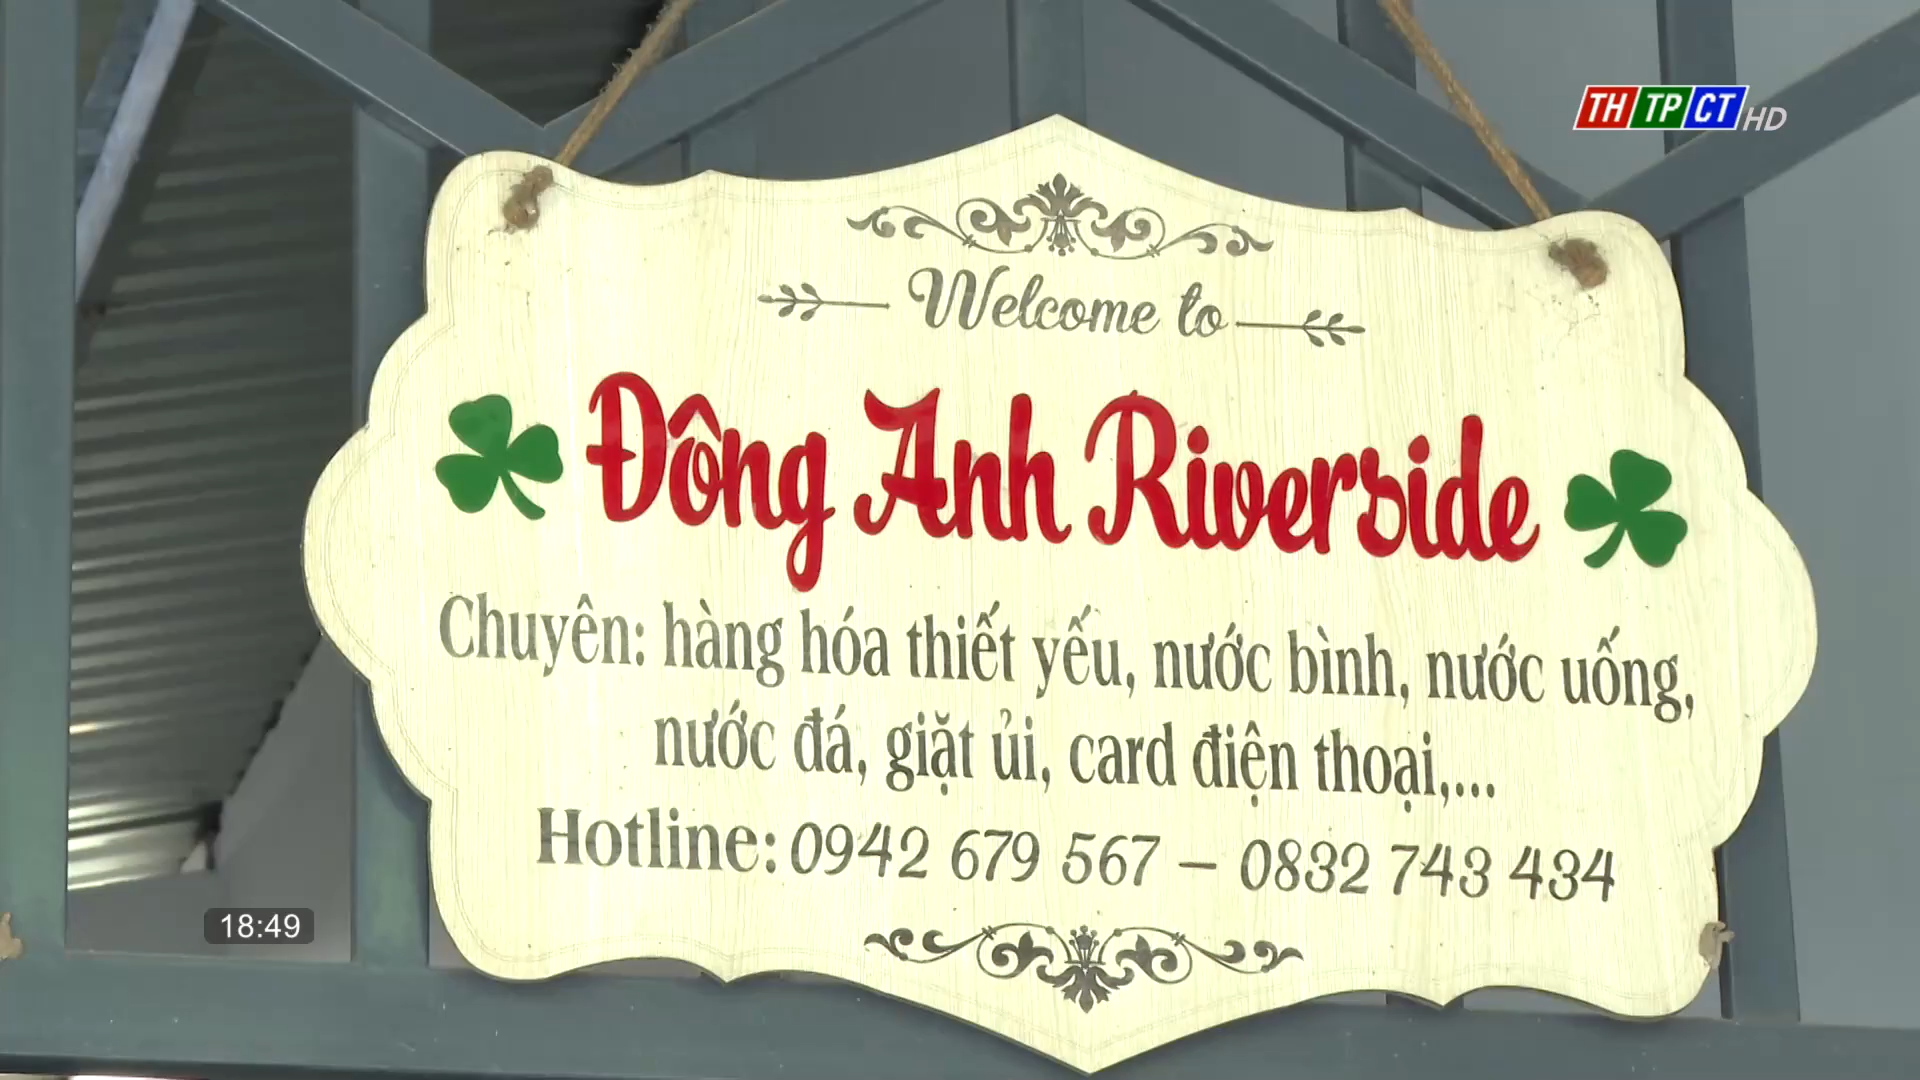 THTPCT HD
Welcome to
Đông Anh Riverside
Chuyên: hàng hóa thiết yếu, nước bình, nước uống,
nước đá, giặt ủi, card điện thoại,...
Hotline: 0942 679 567 – 0832 743 434
18:49